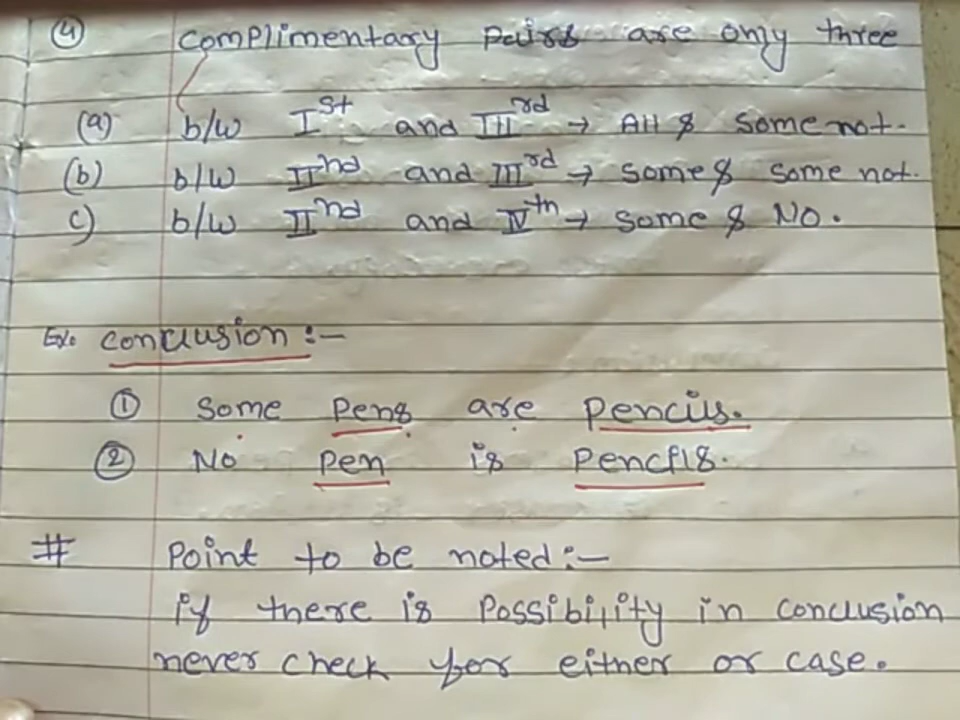 ④ Complimentary Pairs are only three
(a) b/w Iˢᵗ and IIIʳᵈ → All & Some not.
(b) b/w IIⁿᵈ and IIIʳᵈ → Some & Some not.
c) b/w IIⁿᵈ and IVᵗʰ → Some & No.
Ex. Conclusion :-
① Some Pens are Pencils.
② No Pen is Pencils.
# Point to be noted :-
if there is Possibility in conclusion
never check for either or case.